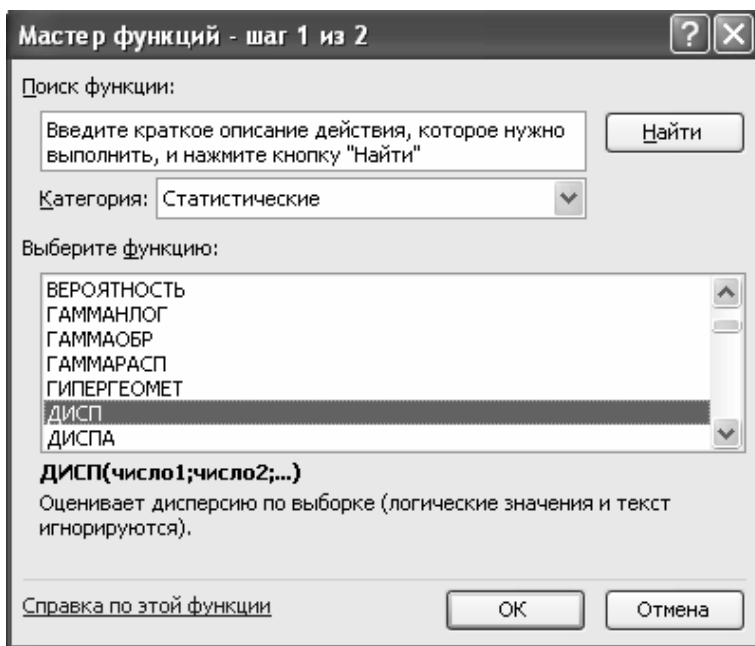 Мастер функций - шаг 1 из 2
Поиск функции:
Введите краткое описание действия, которое нужно
выполнить, и нажмите кнопку "Найти"
Найти
Категория: Статистические
Выберите функцию:
ВЕРОЯТНОСТЬ
ГАММАНЛОГ
ГАММАОБР
ГАММАРАСП
ГИПЕРГЕОМЕТ
ДИСП
ДИСПА
ДИСП(число1;число2;...)
Оценивает дисперсию по выборке (логические значения и текст
игнорируются).
Справка по этой функции
ОК
Отмена